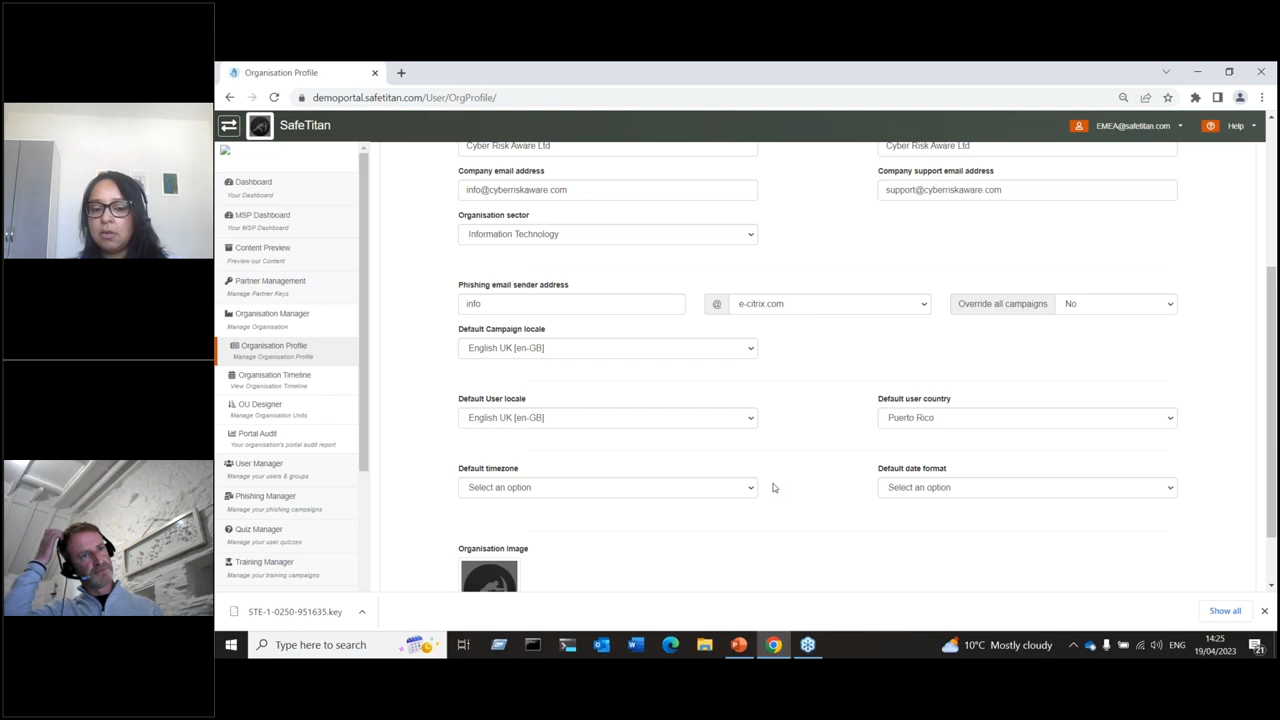 Organisation Profile
demoportal.safetitan.com/User/OrgProfile/
SafeTitan
EMEA@safetitan.com
Help
Dashboard
Your Dashboard
MSP Dashboard
Your MSP Dashboard
Content Preview
Preview our Content
Partner Management
Manage Partner Keys
Organisation Manager
Manage Organisation
Organisation Profile
Manage Organisation Profile
Organisation Timeline
View Organisation Timeline
OU Designer
Manage Organisation Units
Portal Audit
Your organisation's portal audit report
User Manager
Manage your users & groups
Phishing Manager
Manage your phishing campaigns
Quiz Manager
Manage your user quizzes
Training Manager
Manage your training campaigns
Cyber Risk Aware Ltd
Cyber Risk Aware Ltd
Company email address
Company support email address
info@cyberriskaware.com
support@cyberriskaware.com
Organisation sector
Information Technology
Phishing email sender address
info
@
e-citrix.com
Override all campaigns
No
Default Campaign locale
English UK [en-GB]
Default User locale
Default user country
English UK [en-GB]
Puerto Rico
Default timezone
Default date format
Select an option
Select an option
Organisation image
STE-1-0250-951635.key
Show all
Type here to search
10°C Mostly cloudy
ENG
14:25
19/04/2023
21